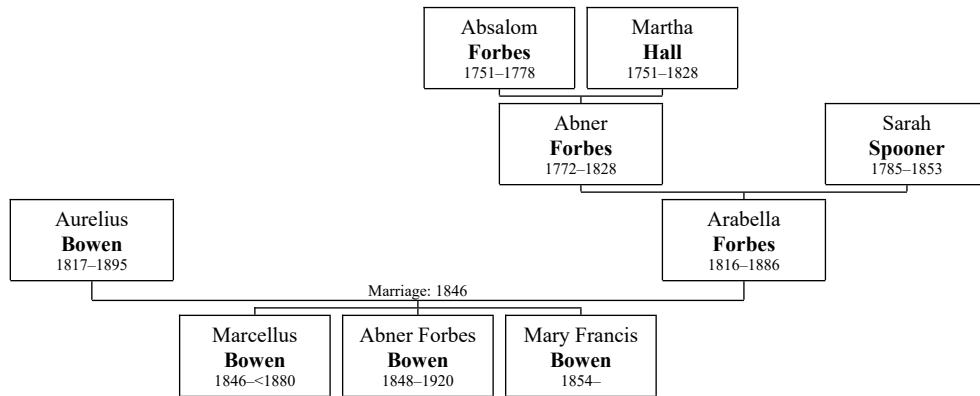 Absalom
Forbes
1751–1778
Martha
Hall
1751–1828
Abner
Forbes
1772–1828
Sarah
Spooner
1785–1853
Aurelius
Bowen
1817–1895
Arabella
Forbes
1816–1886
Marriage: 1846
Marcellus
Bowen
1846–<1880
Abner Forbes
Bowen
1848–1920
Mary Francis
Bowen
1854–